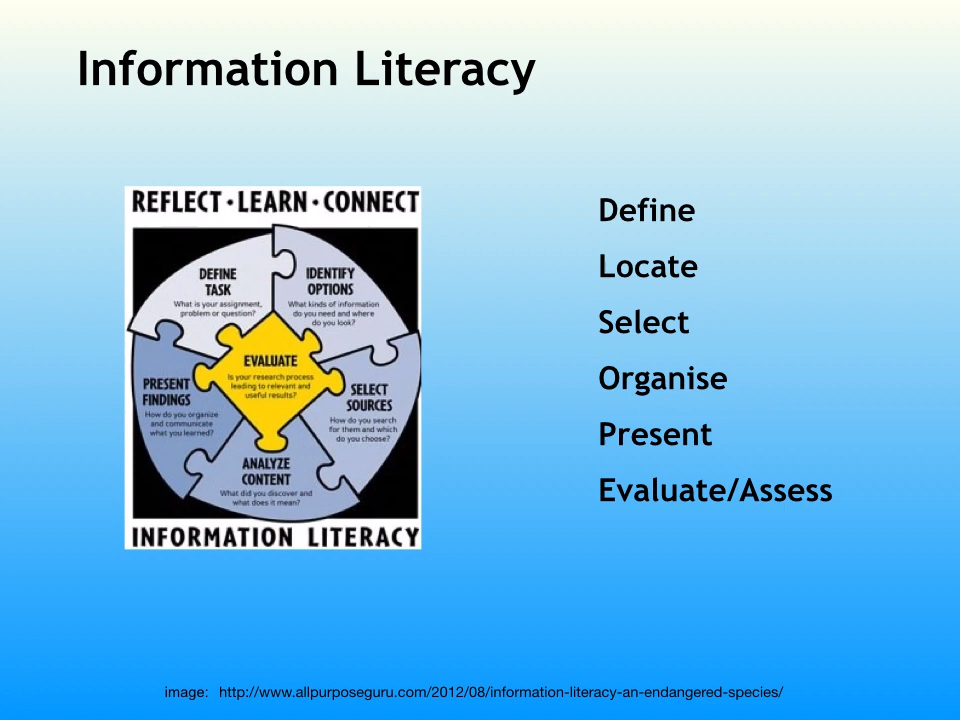 Information Literacy
REFLECT • LEARN • CONNECT
DEFINE
TASK
What is your assignment,
problem or question?
IDENTIFY
OPTIONS
What kinds of information
do you need and where
do you look?
EVALUATE
Is your research process
leading to relevant and
useful results?
PRESENT
FINDINGS
How do you organize
and communicate
what you learned?
SELECT
SOURCES
How do you search
for them and which
do you choose?
ANALYZE
CONTENT
What did you discover and
what does it mean?
INFORMATION LITERACY
Define
Locate
Select
Organise
Present
Evaluate/Assess
image: http://www.allpurposeguru.com/2012/08/information-literacy-an-endangered-species/